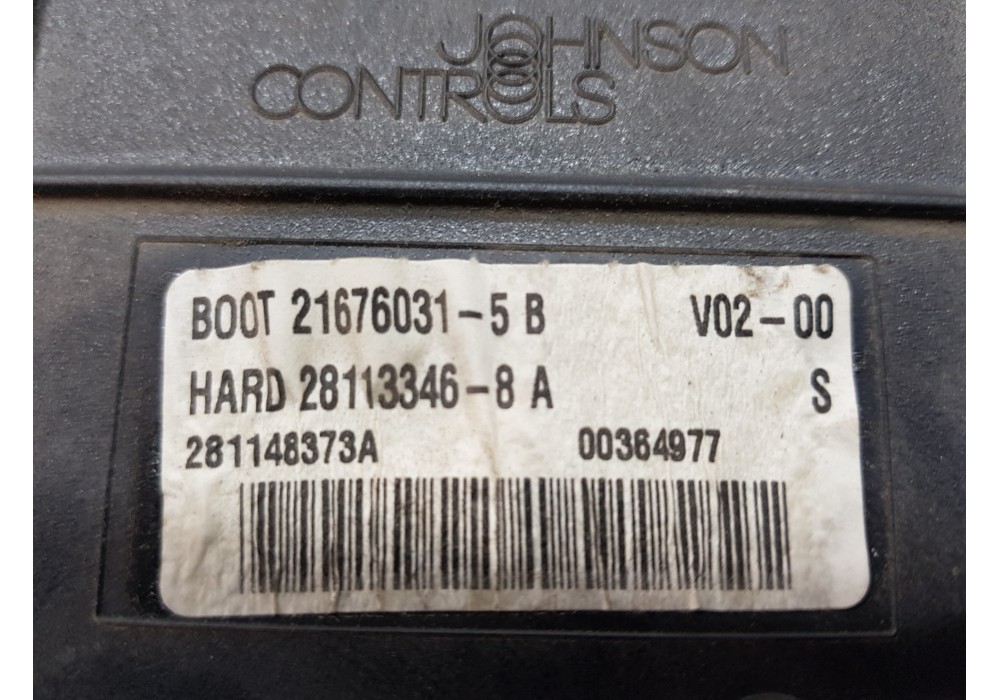 JOHNSON
CONTROLS
BOOT 21676031-5 B V02-00
HARD 28113346-8 A S
281148373A 00364977